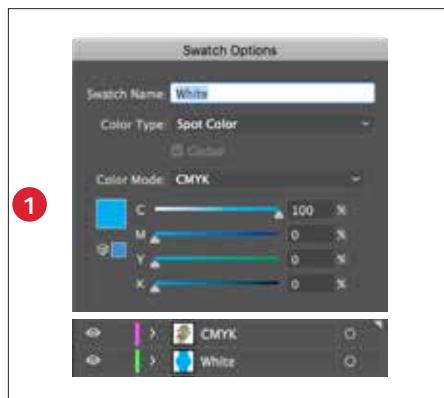 Swatch Options
Swatch Name: White
Color Type: Spot Color
Global
Color Mode: CMYK
1
C 100 %
M 0 %
Y 0 %
K 0 %
CMYK
White